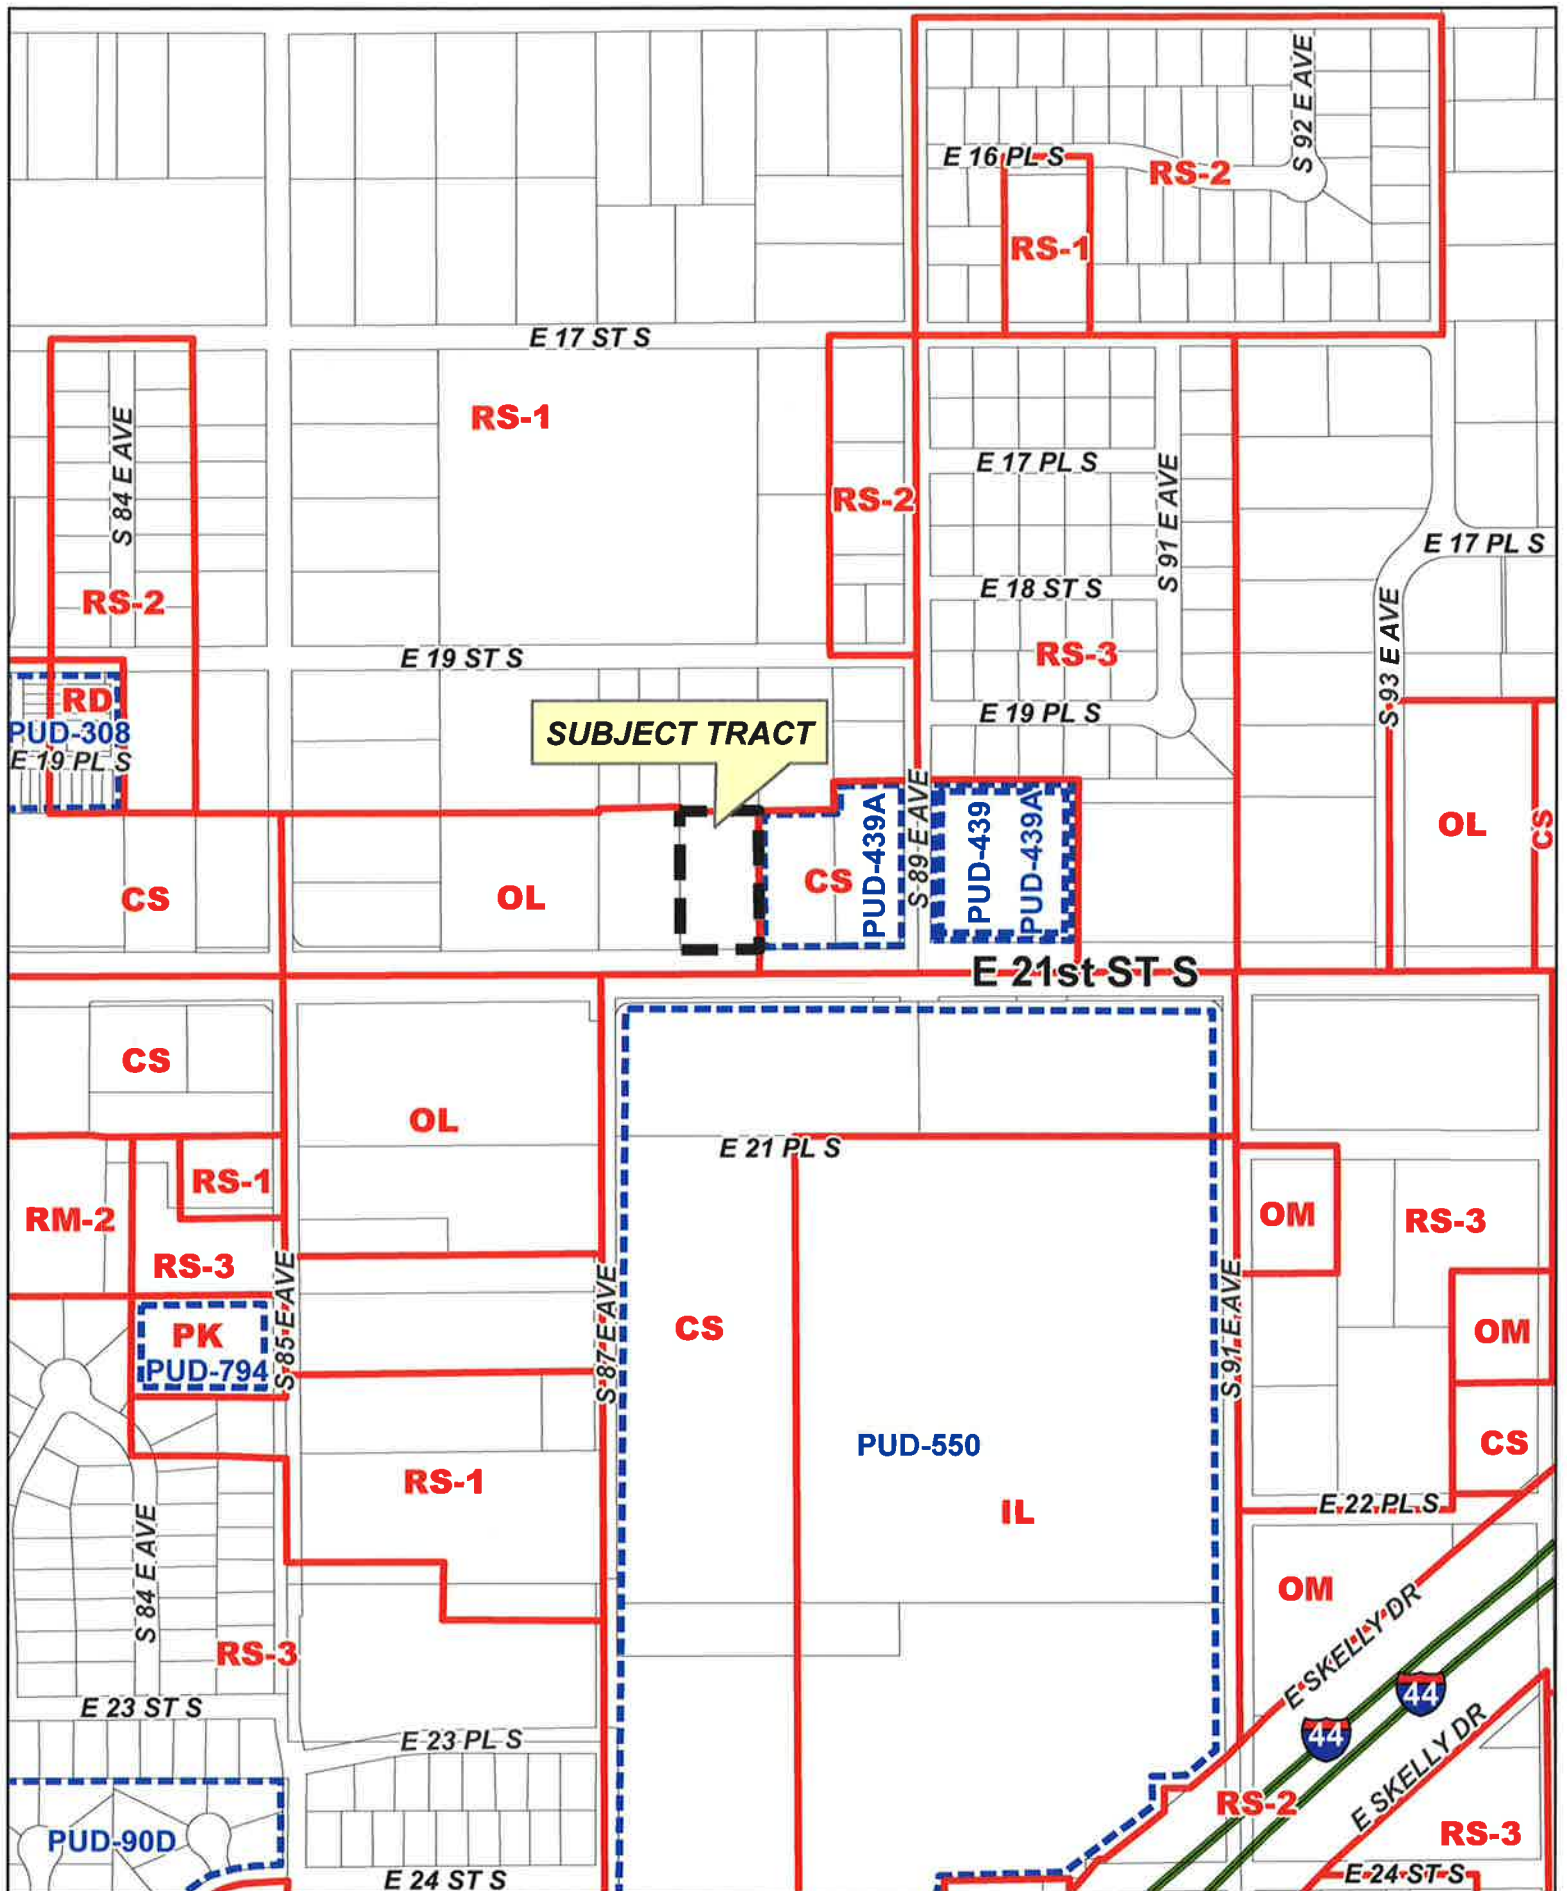 S 92 E AVE
E 16 PL S
RS-2
RS-1
E 17 ST S
RS-1
S 84 E AVE
RS-2
E 17 PL S
S 91 E AVE
RS-2
E 17 PL S
E 18 ST S
RS-3
S 93 E AVE
E 19 ST S
RD
PUD-308
E 19 PL S
SUBJECT TRACT
E 19 PL S
S 89 E AVE
PUD-439A
PUD-439
PUD-439A
OL
CS
CS
OL
CS
E 21st ST S
CS
OL
E 21 PL S
RS-1
RM-2
RS-3
OM
RS-3
S 85 E AVE
S 87 E AVE
S 91 E AVE
PK
PUD-794
CS
OM
PUD-550
CS
RS-1
IL
E 22 PL S
S 84 E AVE
OM
E SKELLY DR
RS-3
44
44
E 23 ST S
E 23 PL S
E SKELLY DR
RS-2
RS-3
PUD-90D
E 24 ST S
E 24 ST S